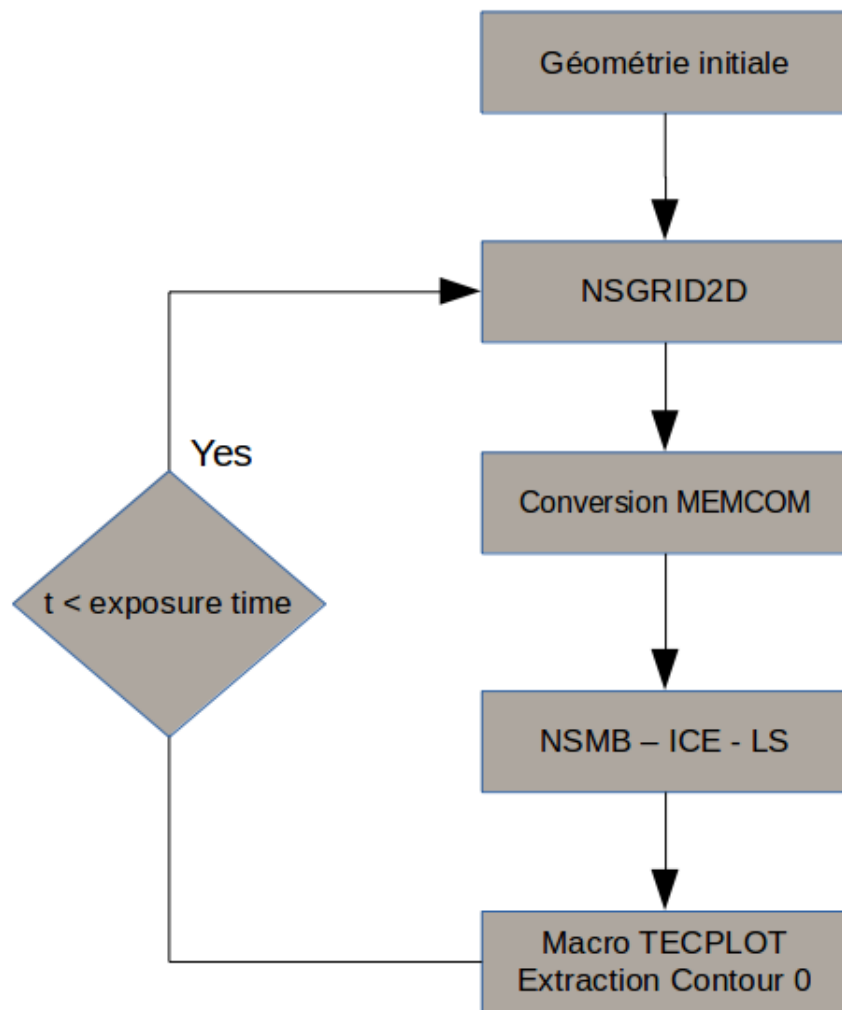 Géométrie initiale
NSGRID2D
Yes
Conversion MEMCOM
t < exposure time
NSMB – ICE - LS
Macro TECPLOT
Extraction Contour 0